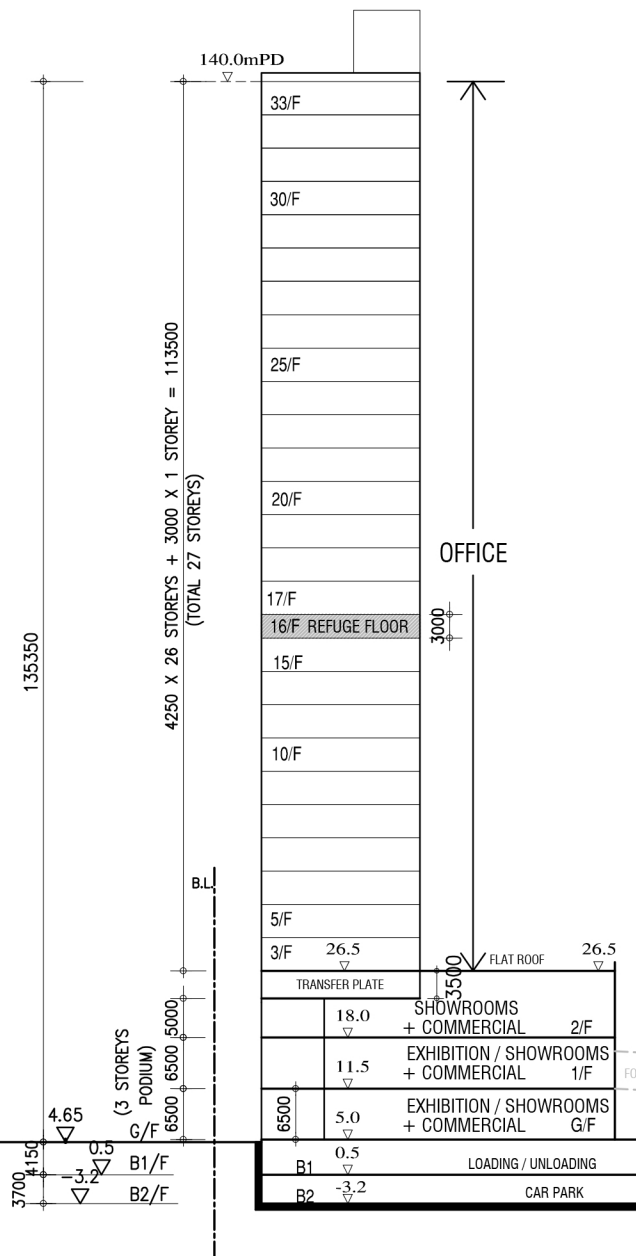 140.0mPD
33/F
30/F
25/F
20/F
17/F
16/F REFUGE FLOOR
15/F
10/F
5/F
3/F
OFFICE
3000
135350
4250 X 26 STOREYS + 3000 X 1 STOREY = 113500
(TOTAL 27 STOREYS)
B.L.
26.5
FLAT ROOF
26.5
TRANSFER PLATE
3500
5000
18.0
SHOWROOMS
+ COMMERCIAL 2/F
6500
(3 STOREYS
PODIUM)
11.5
EXHIBITION / SHOWROOMS
+ COMMERCIAL 1/F
FO
6500
6500
5.0
EXHIBITION / SHOWROOMS
+ COMMERCIAL G/F
4.65
G/F
4150
0.5
B1/F
B1
0.5
LOADING / UNLOADING
3700
-3.2
B2/F
B2
-3.2
CAR PARK